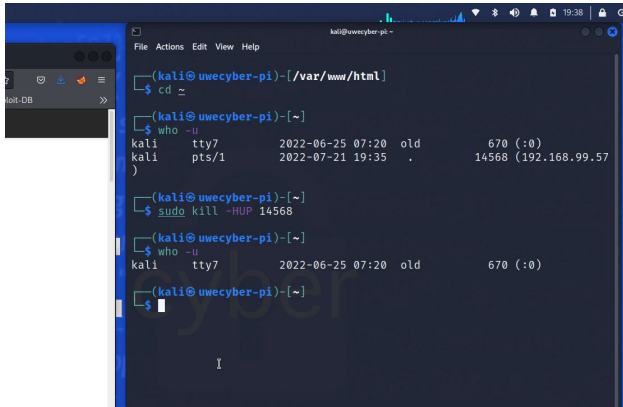 19:38
kali@uwecyber-pi: ~
File Actions Edit View Help
loit-DB
┌──(kali㉿uwecyber-pi)-[/var/www/html]
└─$ cd ~
┌──(kali㉿uwecyber-pi)-[~]
└─$ who -u
kali tty7 2022-06-25 07:20 old 670 (:0)
kali pts/1 2022-07-21 19:35 . 14568 (192.168.99.57
)
┌──(kali㉿uwecyber-pi)-[~]
└─$ sudo kill -HUP 14568
┌──(kali㉿uwecyber-pi)-[~]
└─$ who -u
kali tty7 2022-06-25 07:20 old 670 (:0)
┌──(kali㉿uwecyber-pi)-[~]
└─$
cyber